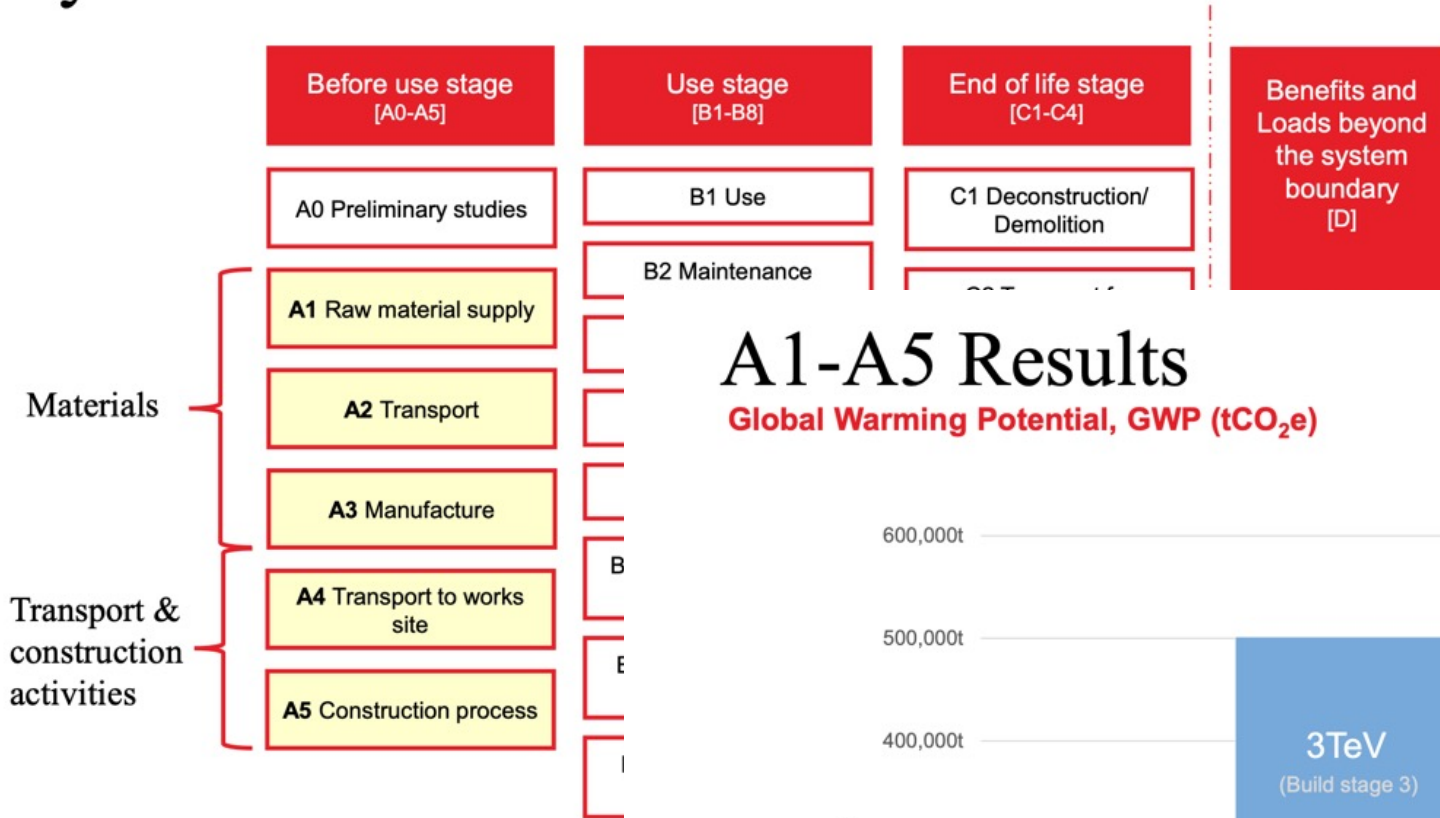 Before use stage
[A0-A5]
Use stage
[B1-B8]
End of life stage
[C1-C4]
Benefits and
Loads beyond
the system
boundary
[D]
A0 Preliminary studies
A1 Raw material supply
A2 Transport
A3 Manufacture
A4 Transport to works
site
A5 Construction process
Materials
Transport &
construction
activities
B1 Use
B2 Maintenance
C1 Deconstruction/
Demolition
A1-A5 Results
Global Warming Potential, GWP (tCO₂e)
600,000t
500,000t
400,000t
3TeV
(Build stage 3)